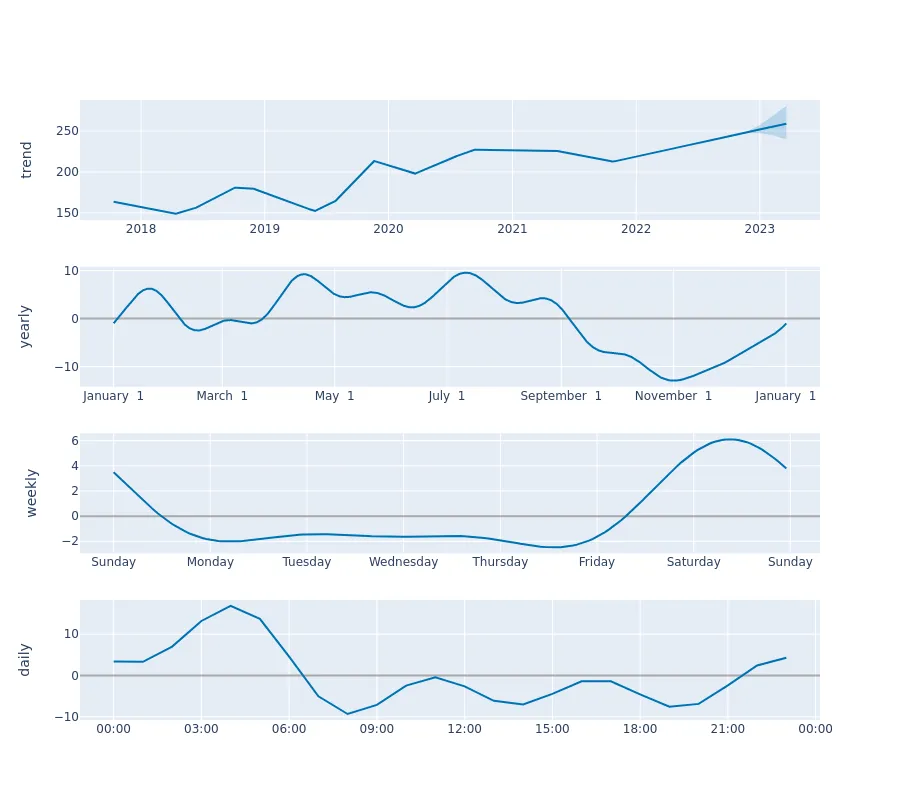 trend
250
200
150
2018 2019 2020 2021 2022 2023
yearly
10
0
−10
January 1 March 1 May 1 July 1 September 1 November 1 January 1
weekly
6
4
2
0
−2
Sunday Monday Tuesday Wednesday Thursday Friday Saturday Sunday
daily
10
0
−10
00:00 03:00 06:00 09:00 12:00 15:00 18:00 21:00 00:00